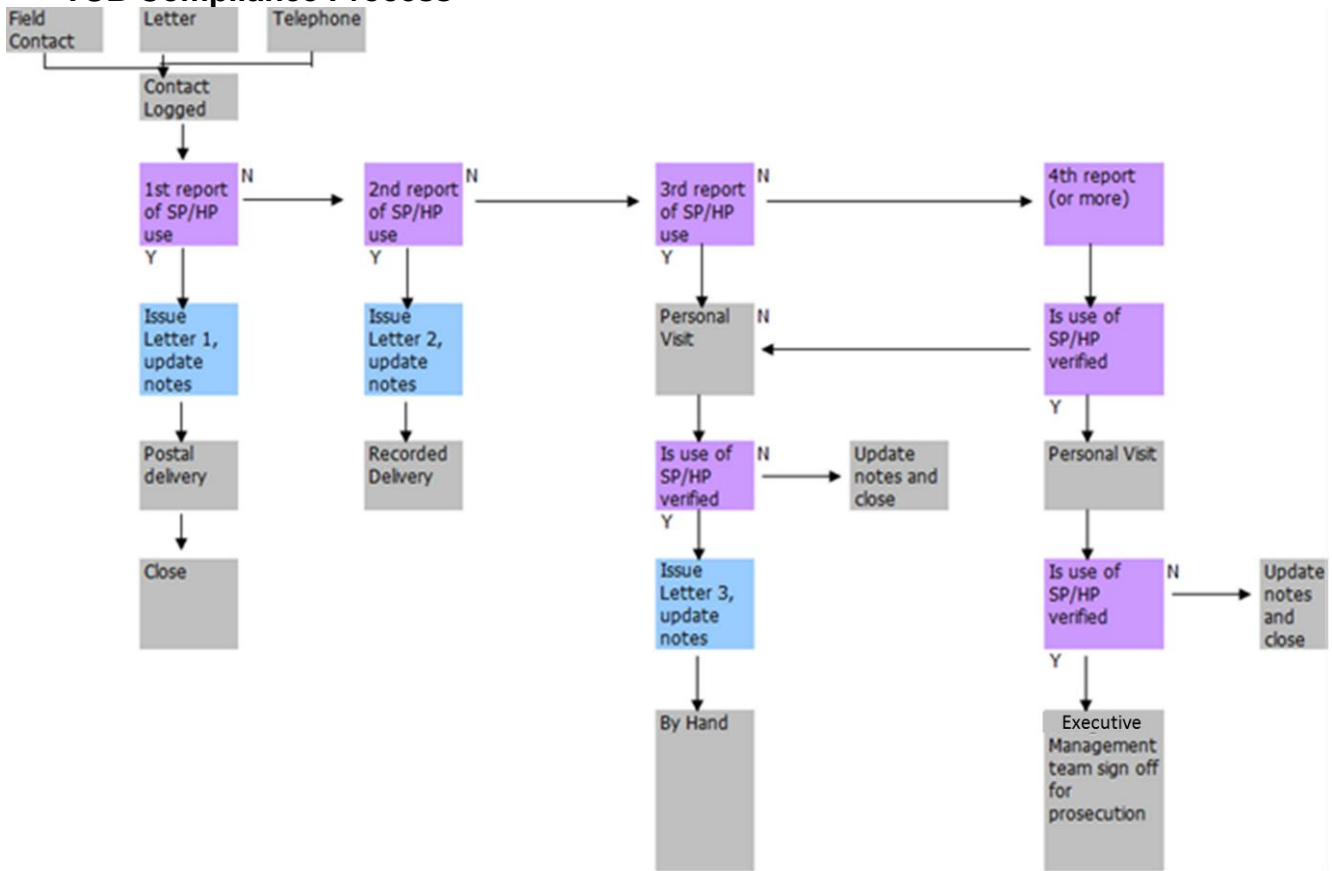 Compliance Process
Field
Contact
Letter
Telephone
Contact
Logged
1st report
of SP/HP
use
N
Y
2nd report
of SP/HP
use
N
Y
3rd report
of SP/HP
use
N
Y
4th report
(or more)
Issue
Letter 1,
update
notes
Issue
Letter 2,
update
notes
Personal
Visit
N
Is use of
SP/HP
verified
Y
Postal
delivery
Recorded
Delivery
Is use of
SP/HP
verified
N
Y
Update
notes and
close
Personal Visit
Close
Issue
Letter 3,
update
notes
Is use of
SP/HP
verified
N
Y
Update
notes
and
close
By Hand
Executive
Management
team sign off
for
prosecution